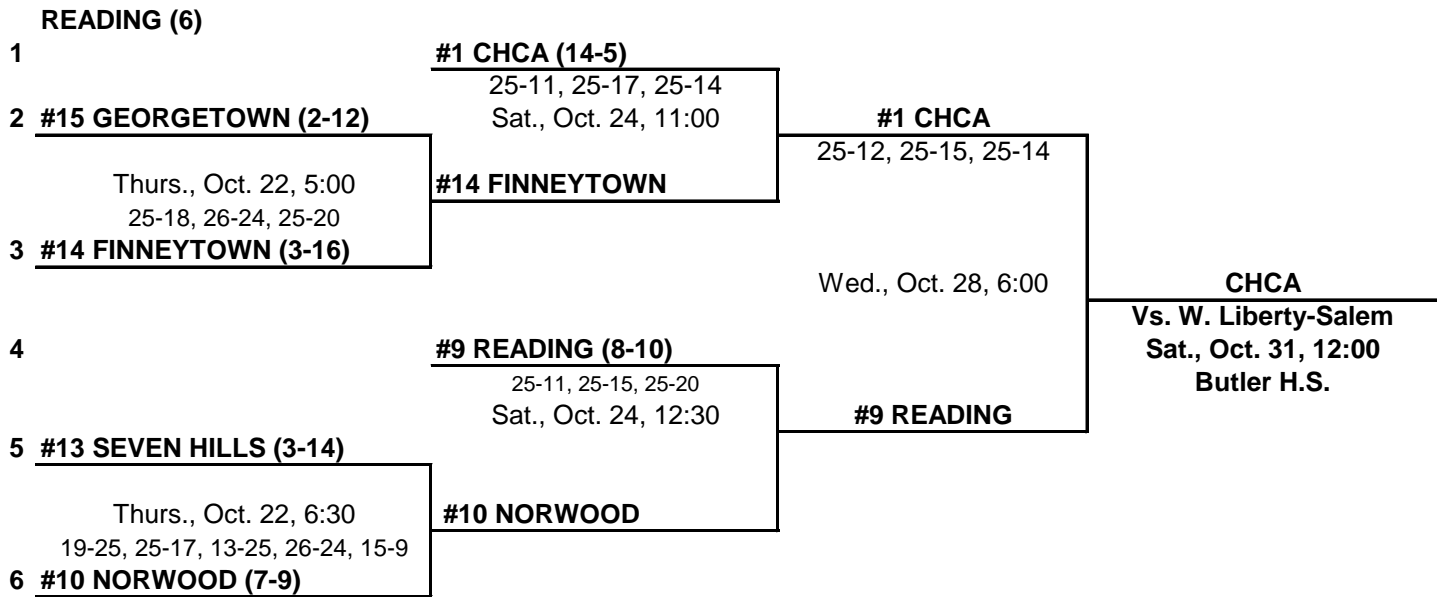 READING (6)
1 #1 CHCA (14-5)
25-11, 25-17, 25-14
2 #15 GEORGETOWN (2-12) Sat., Oct. 24, 11:00 #1 CHCA
25-12, 25-15, 25-14
Thurs., Oct. 22, 5:00 #14 FINNEYTOWN
25-18, 26-24, 25-20
3 #14 FINNEYTOWN (3-16)
Wed., Oct. 28, 6:00 CHCA
Vs. W. Liberty-Salem
4 #9 READING (8-10) Sat., Oct. 31, 12:00
25-11, 25-15, 25-20 Butler H.S.
Sat., Oct. 24, 12:30 #9 READING
5 #13 SEVEN HILLS (3-14)
Thurs., Oct. 22, 6:30 #10 NORWOOD
19-25, 25-17, 13-25, 26-24, 15-9
6 #10 NORWOOD (7-9)